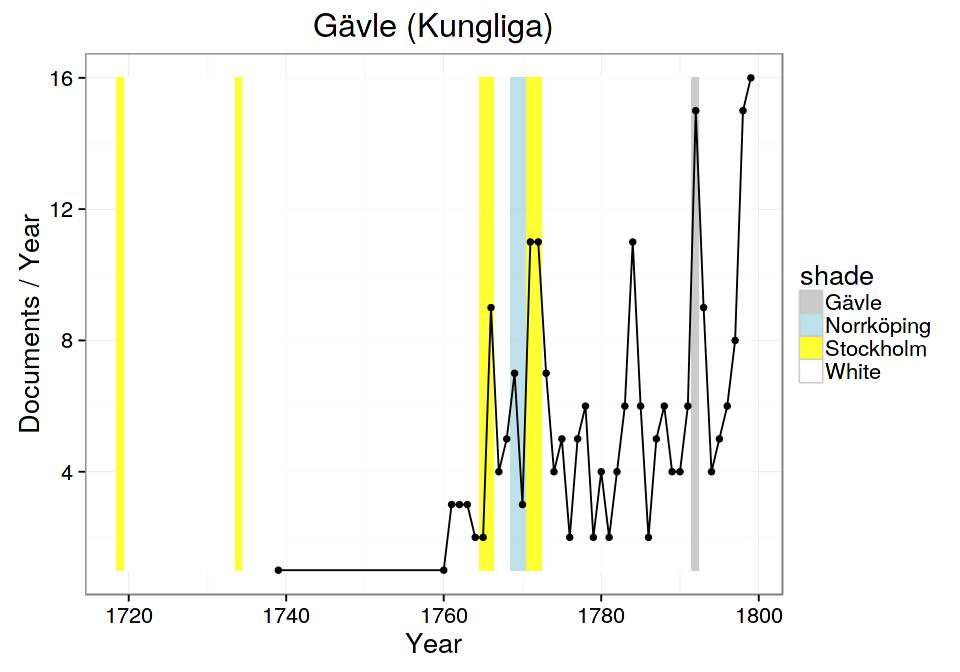 Gävle (Kungliga)
Documents / Year
16
12
8
4
1720
1740
1760
1780
1800
Year
shade
Gävle
Norrköping
Stockholm
White